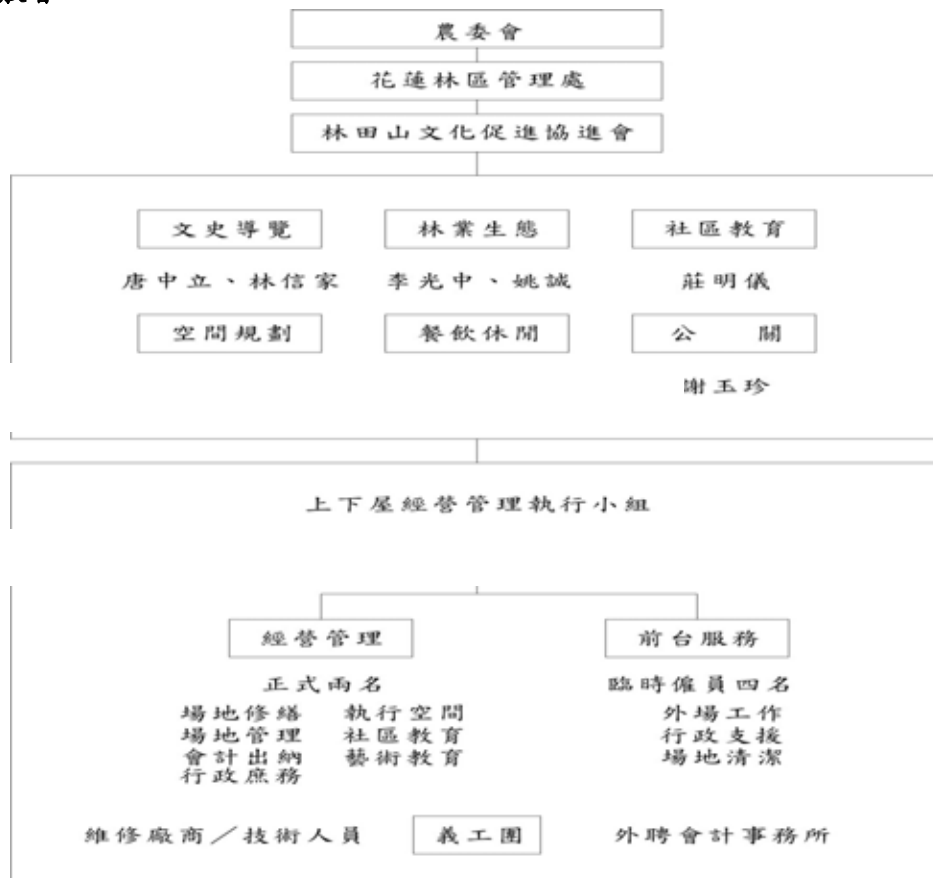 農委會
花蓮林區管理處
林田山文化促進協進會
文史導覽 林業生態 社區教育
唐中立、林信家 李光中、姚誠 莊明儀
空間規劃 餐飲休閒 公關
謝玉珍
上下屋經營管理執行小組
經營管理 前台服務
正式兩名 臨時僱員四名
場地修繕 執行空間 外場工作
場地管理 社區教育 行政支援
會計出納 藝術教育 場地清潔
行政庶務
維修廠商／技術人員 義工團 外聘會計事務所